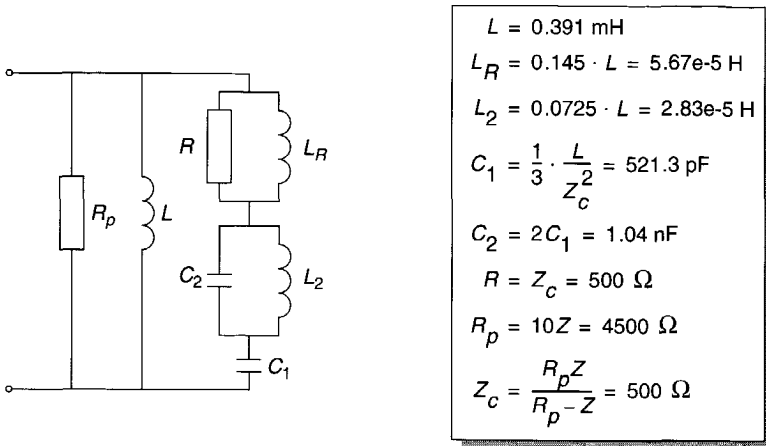 R
L_R
R_p
L
C_2
L_2
C_1
L = 0.391 mH
L_R = 0.145 · L = 5.67e-5 H
L_2 = 0.0725 · L = 2.83e-5 H
C_1 = 1/3 · L/Z_c^2 = 521.3 pF
C_2 = 2C_1 = 1.04 nF
R = Z_c = 500 Ω
R_p = 10Z = 4500 Ω
Z_c = R_p Z/R_p – Z = 500 Ω